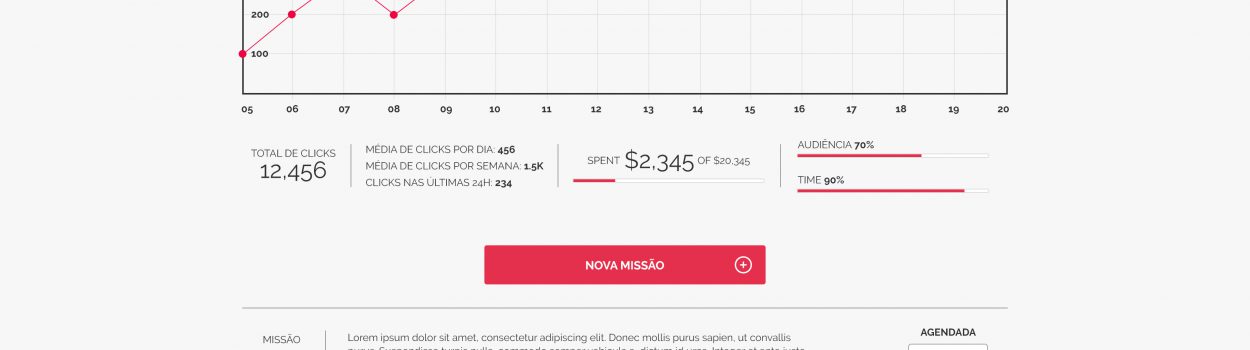 200
100
05 06 07 08 09 10 11 12 13 14 15 16 17 18 19 20
TOTAL DE CLICKS
12,456
MÉDIA DE CLICKS POR DIA: 456
MÉDIA DE CLICKS POR SEMANA: 1.5K
CLICKS NAS ÚLTIMAS 24H: 234
SPENT $2,345 OF $20,345
AUDIÊNCIA 70%
TIME 90%
NOVA MISSÃO
MISSÃO
Lorem ipsum dolor sit amet, consectetur adipiscing elit. Donec mollis purus sapien, ut convallis
AGENDADA